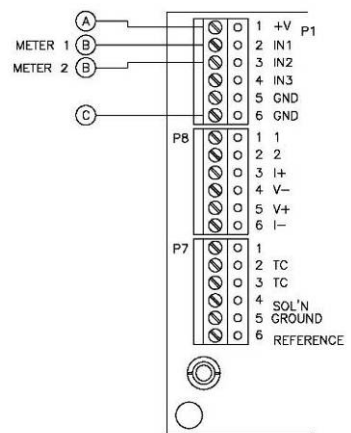 A 1 +V P1
METER 1 B 2 IN1
METER 2 B 3 IN2
4 IN3
5 GND
C 6 GND
P8 1 1
2 2
3 I+
4 V–
5 V+
6 I–
P7 1
2 TC
3 TC
4 SOL'N
5 GROUND
6 REFERENCE